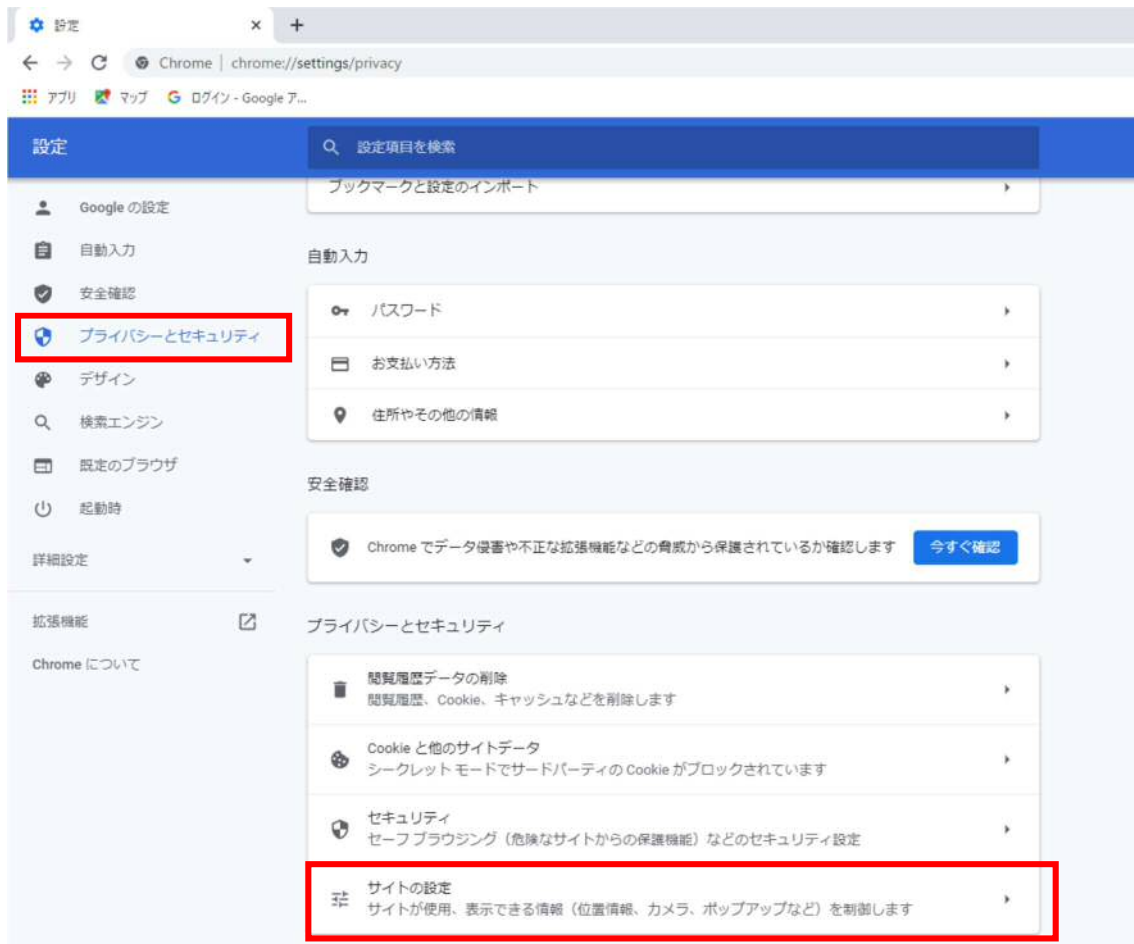 設定
Chrome | chrome://settings/privacy
アプリ マップ ログイン - Google ア...
設定
設定項目を検索
Google の設定
自動入力
安全確認
プライバシーとセキュリティ
デザイン
検索エンジン
既定のブラウザ
起動時
詳細設定
拡張機能
Chrome について
ブックマークと設定のインポート
自動入力
パスワード
お支払い方法
住所やその他の情報
安全確認
Chrome でデータ侵害や不正な拡張機能などの脅威から保護されているか確認します
今すぐ確認
プライバシーとセキュリティ
閲覧履歴データの削除
閲覧履歴、Cookie、キャッシュなどを削除します
Cookie と他のサイトデータ
シークレット モードでサードパーティの Cookie がブロックされています
セキュリティ
セーフ ブラウジング（危険なサイトからの保護機能）などのセキュリティ設定
サイトの設定
サイトが使用、表示できる情報（位置情報、カメラ、ポップアップなど）を制御します